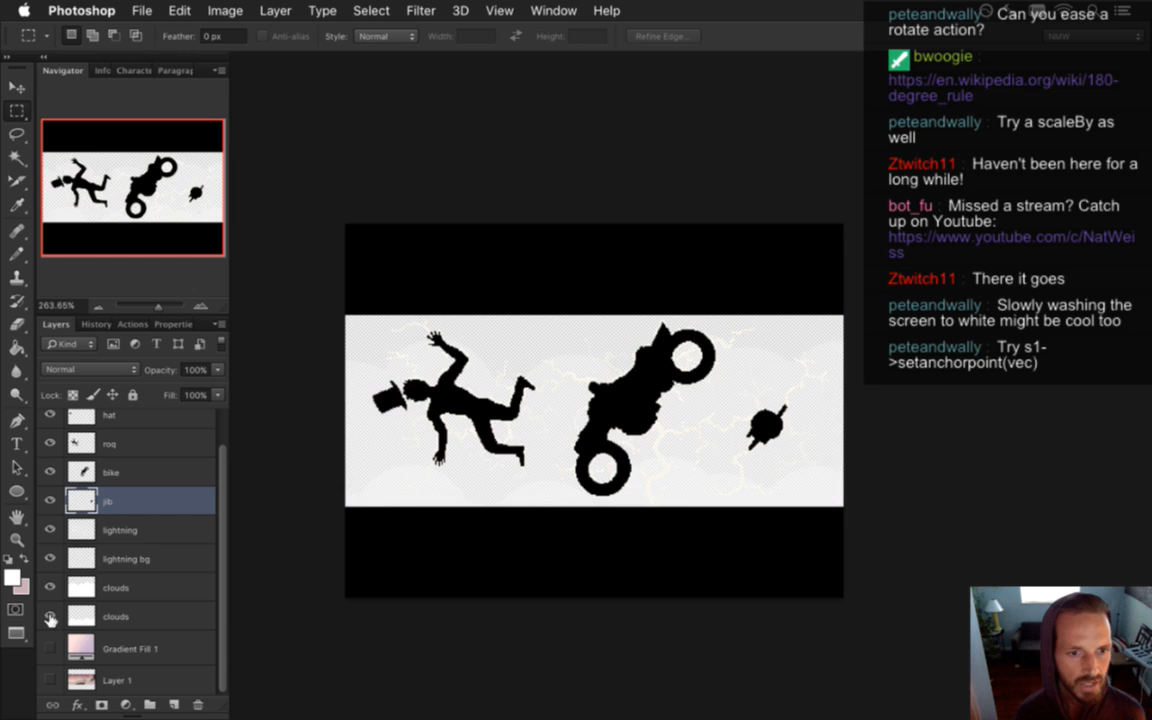 Photoshop File Edit Image Layer Type Select Filter 3D View Window Help
Feather: 0 px Anti-alias Style: Normal Width: Height: Refine Edge... NMW
Navigator Info Characte Paragrap
263.65%
Layers History Actions Propertie
Kind
Normal Opacity: 100%
Lock: Fill: 100%
hat
roq
bike
jib
lightning
lightning bg
clouds
clouds
Gradient Fill 1
Layer 1
peteandwally : Can you ease a
rotate action?
bwoogie :
https://en.wikipedia.org/wiki/180-
degree_rule
peteandwally : Try a scaleBy as
well
Ztwitch11 : Haven't been here for a
long while!
bot_fu : Missed a stream? Catch
up on Youtube:
https://www.youtube.com/c/NatWei
ss
Ztwitch11 : There it goes
peteandwally : Slowly washing the
screen to white might be cool too
peteandwally : Try s1-
>setanchorpoint(vec)